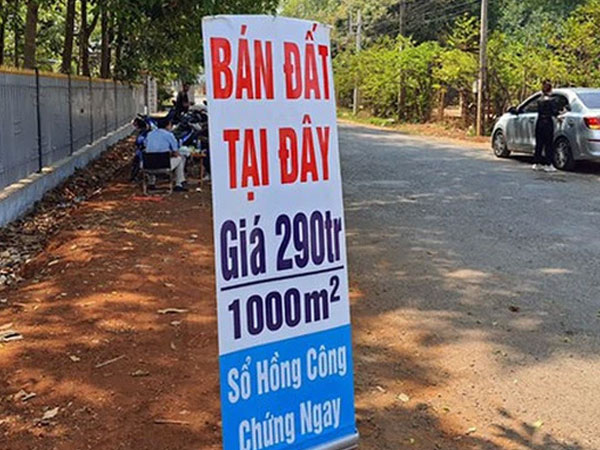 BÁN ĐẤT
TẠI ĐÂY
Giá 290tr
1000m²
Sổ Hồng Công
Chứng Ngay